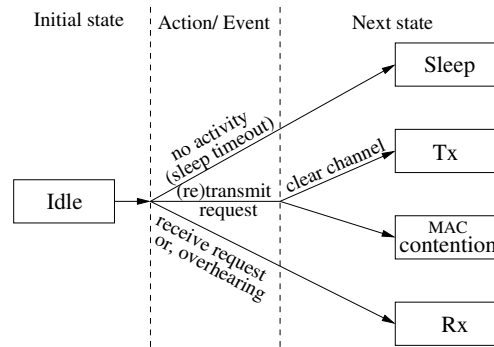 Initial state
Action/ Event
Next state
Sleep
no activity
(sleep timeout)
clear channel
Tx
Idle
(re)transmit
request
MAC
contention
receive request
or, overhearing
Rx